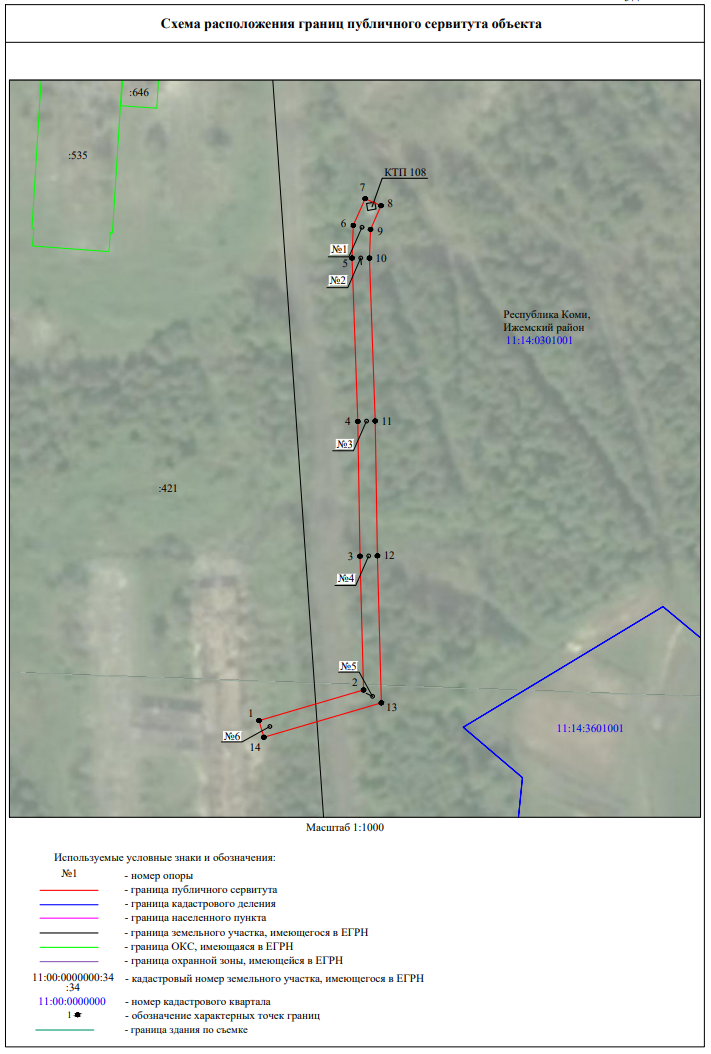 Схема расположения границ публичного сервитута объекта
:646
:535
КТП 108
7
8
6
9
№1
5
10
№2
Республика Коми,
Ижемский район
11:14:0301001
4
11
№3
:421
3
12
№4
№5
2
13
1
№6
14
11:14:3601001
Масштаб 1:1000
Используемые условные знаки и обозначения:
№1 - номер опоры
- граница публичного сервитута
- граница кадастрового деления
- граница населенного пункта
- граница земельного участка, имеющегося в ЕГРН
- граница ОКС, имеющаяся в ЕГРН
- граница охранной зоны, имеющейся в ЕГРН
11:00:0000000:34 - кадастровый номер земельного участка, имеющегося в ЕГРН
:34
11:00:0000000 - номер кадастрового квартала
1 - обозначение характерных точек границ
- граница здания по съемке